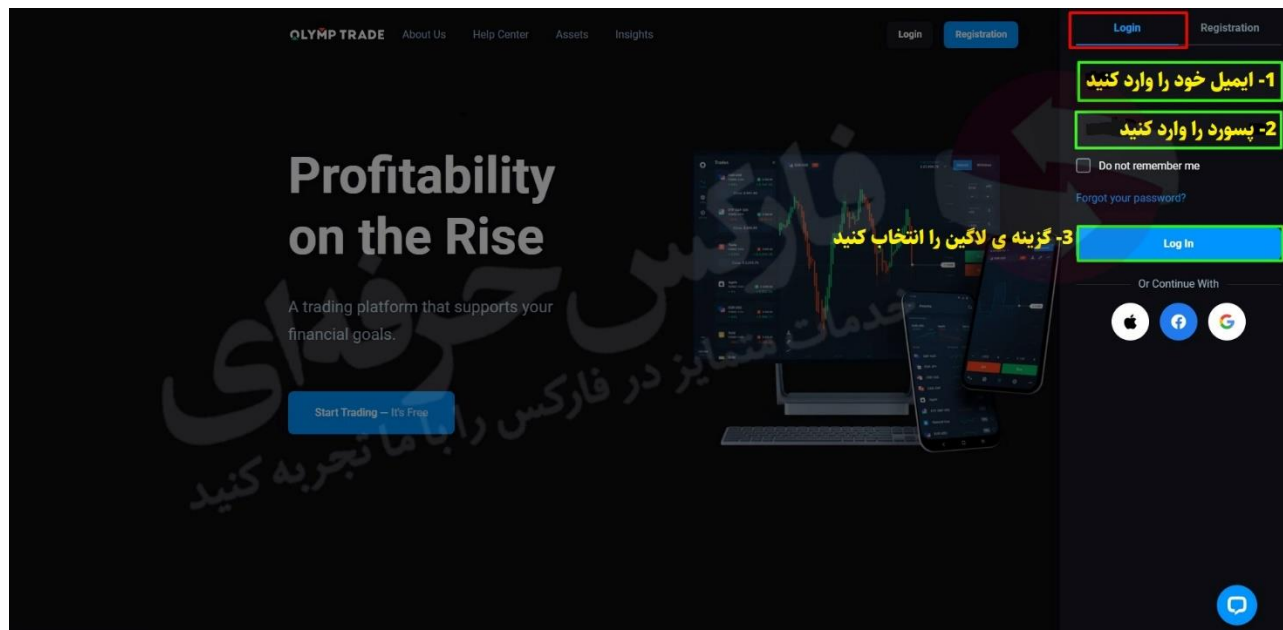 OLYMP TRADE About Us Help Center Assets Insights Login Registration
Login Registration
1- ایمیل خود را وارد کنید
2- پسورد را وارد کنید
Do not remember me
Forgot your password?
3- گزینه ی لاگین را انتخاب کنید
Log In
Or Continue With
Profitability
on the Rise
A trading platform that supports your
financial goals.
Start Trading — It's Free
فارکس حرفه‌ای
خدمات متمایز در فارکس را با ما تجربه کنید